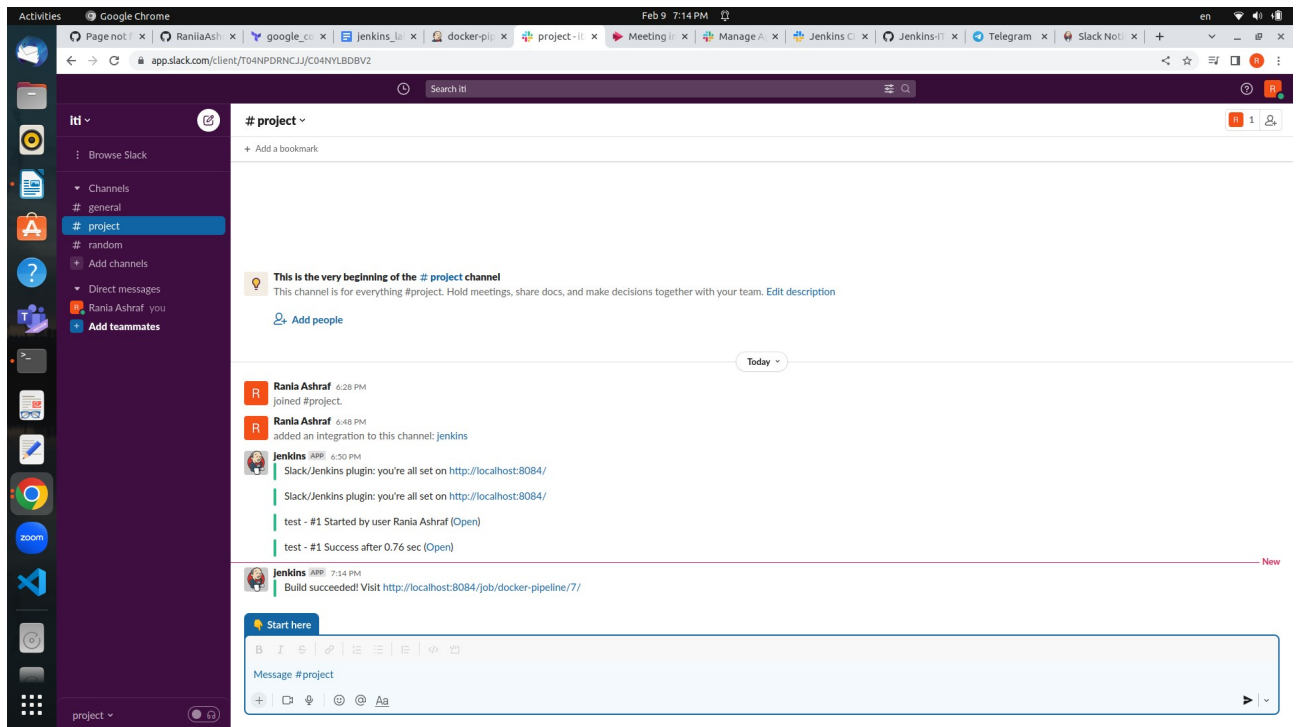 Activities Google Chrome Feb 9 7:14 PM en
Page not f RaniiaAsh google_co jenkins_la docker-pip project - it Meeting in Manage A Jenkins CI Jenkins-IT Telegram Slack Noti
app.slack.com/client/T04NPDRNCJJ/C04NYLBDBV2
Search iti
iti
# project
R 1
+ Add a bookmark
Browse Slack
Channels
# general
# project
# random
+ Add channels
Direct messages
Rania Ashraf you
+ Add teammates
This is the very beginning of the # project channel
This channel is for everything #project. Hold meetings, share docs, and make decisions together with your team. Edit description
Add people
Today
R
Rania Ashraf 6:28 PM
joined #project.
R
Rania Ashraf 6:48 PM
added an integration to this channel: jenkins
jenkins APP 6:50 PM
Slack/Jenkins plugin: you're all set on http://localhost:8084/
Slack/Jenkins plugin: you're all set on http://localhost:8084/
test - #1 Started by user Rania Ashraf (Open)
test - #1 Success after 0.76 sec (Open)
New
jenkins APP 7:14 PM
Build succeeded! Visit http://localhost:8084/job/docker-pipeline/7/
Start here
B I S
Message #project
+ @ Aa
project
zoom